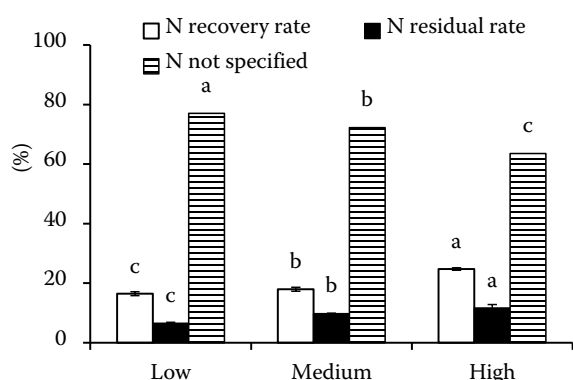 N recovery rate N residual rate
N not specified
(%)
100
80
60
40
20
0
a
b
c
c
c
b
b
a
a
Low Medium High